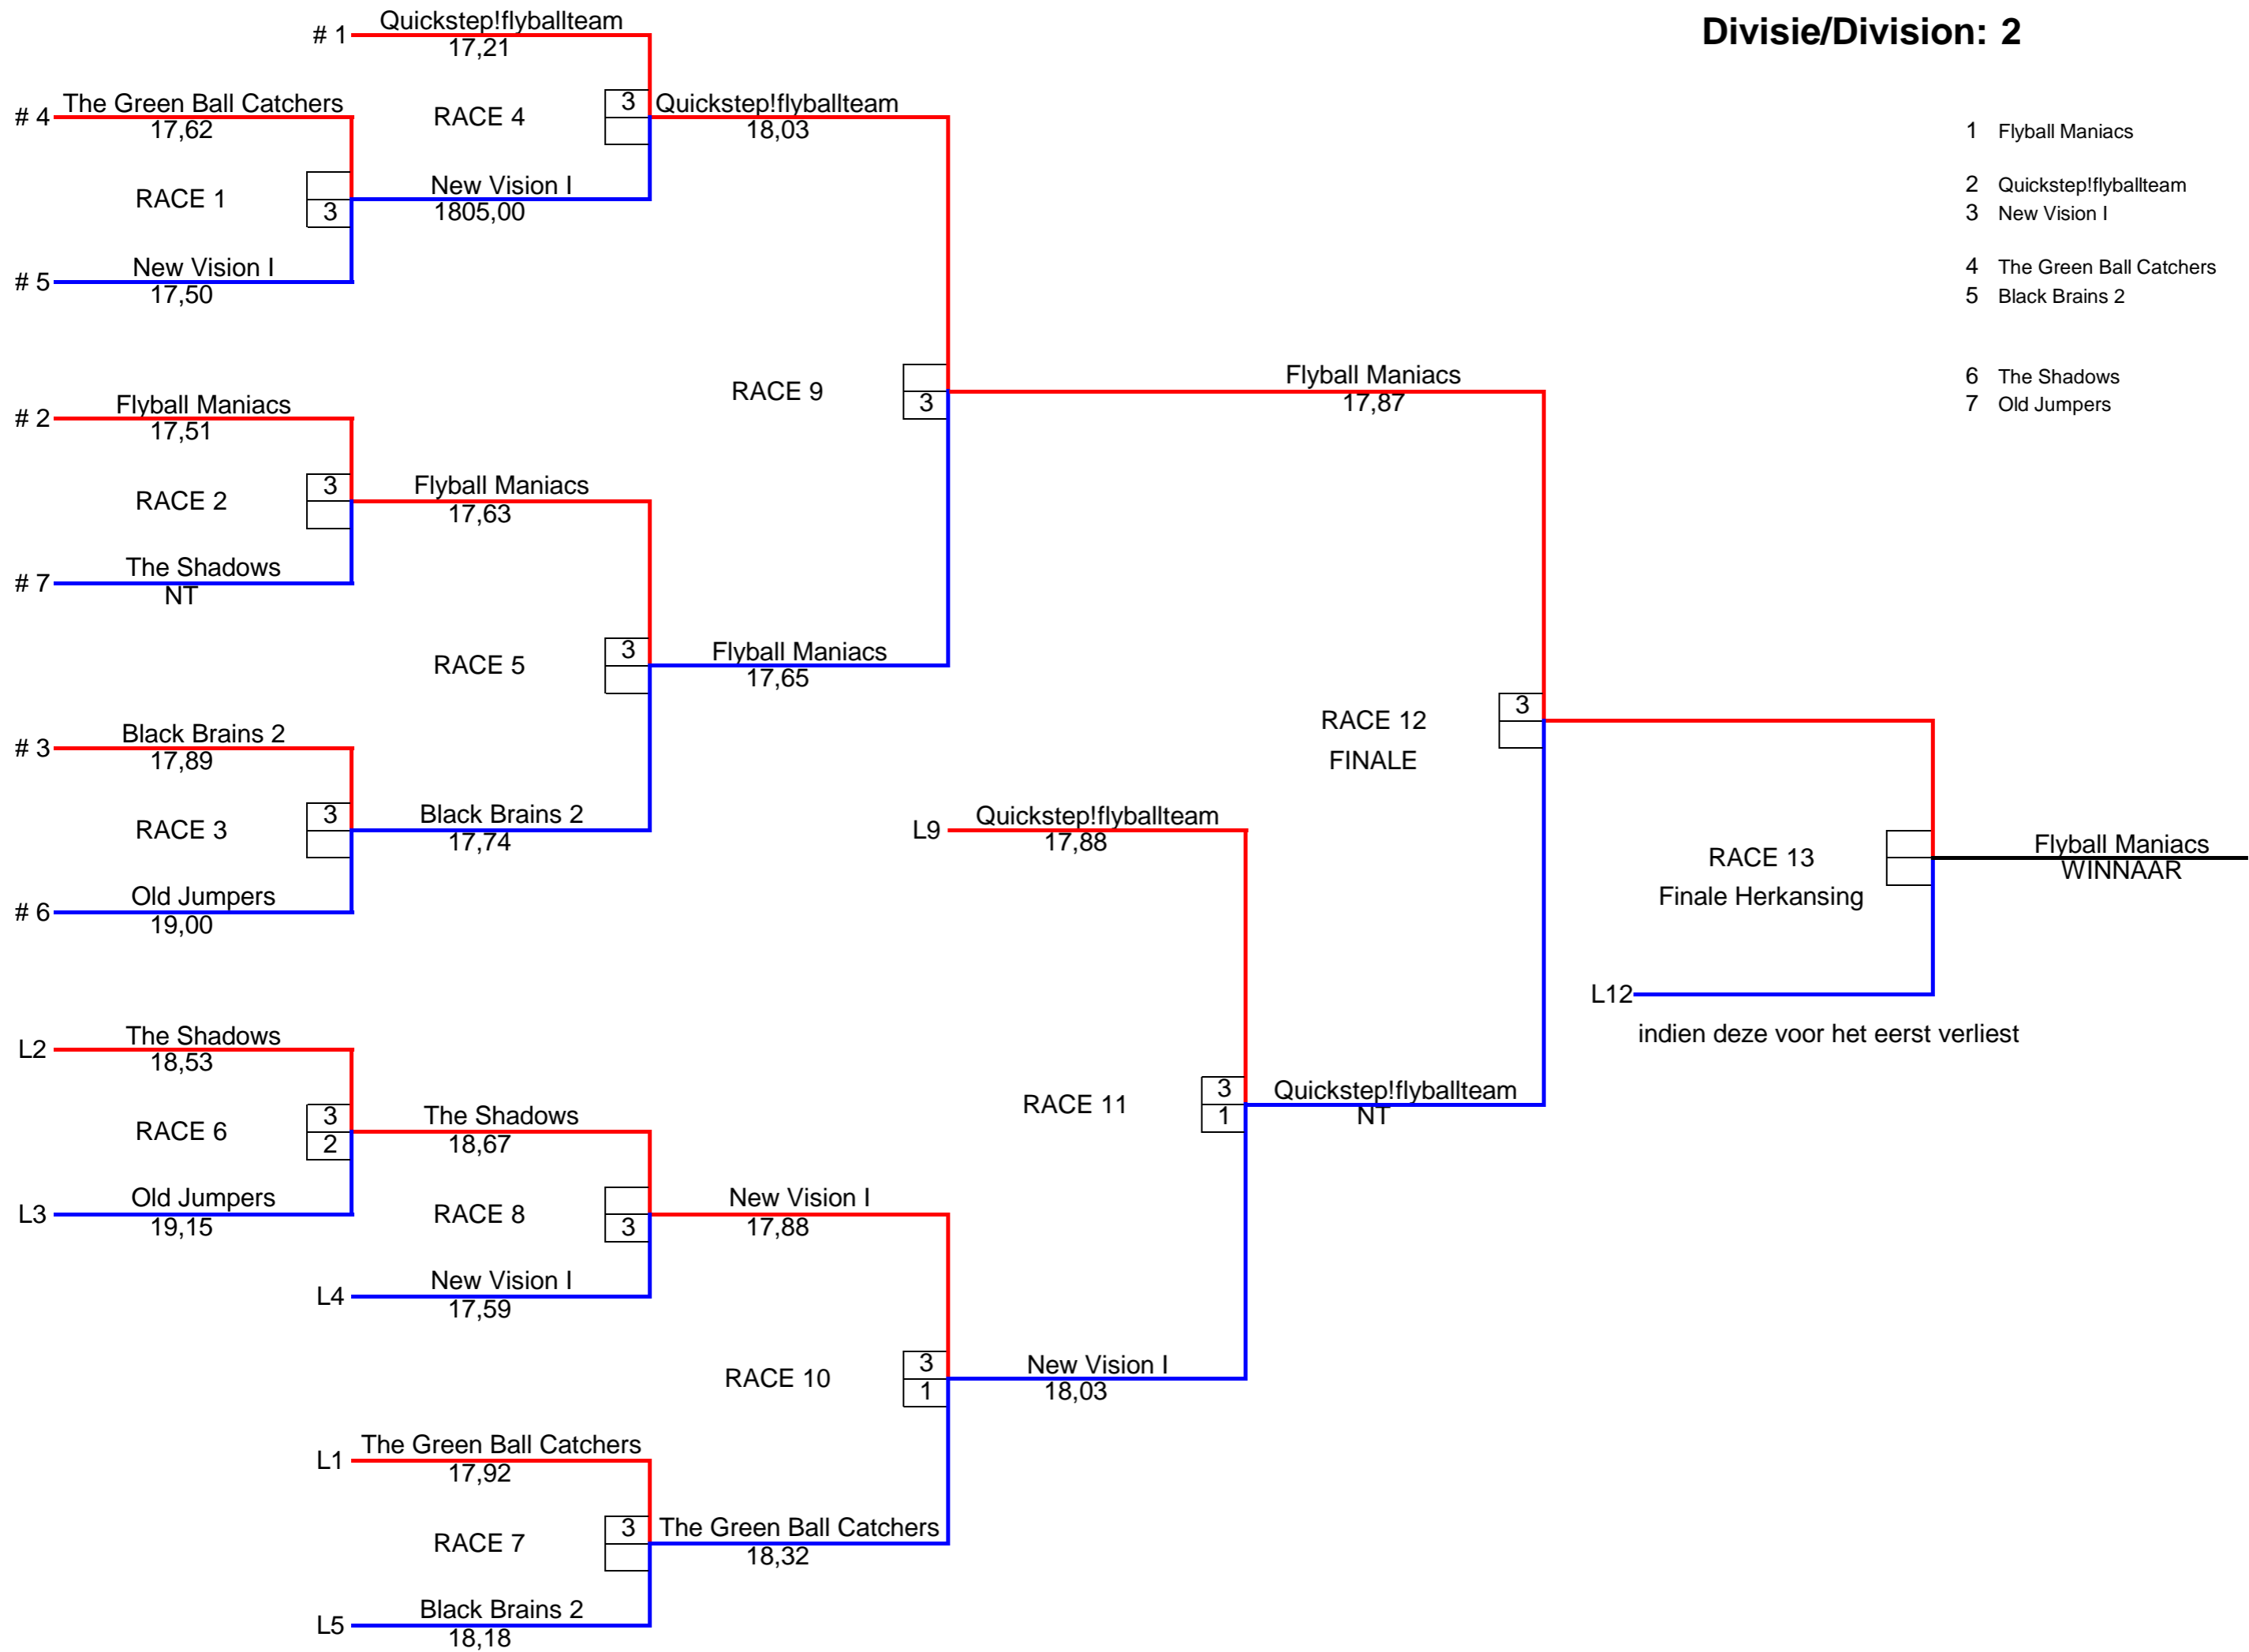 Divisie/Division: 2
# 1
Quickstep!flyballteam
17,21
# 4
The Green Ball Catchers
17,62
RACE 4
3
Quickstep!flyballteam
18,03
RACE 1
3
New Vision I
1805,00
# 5
New Vision I
17,50
1 Flyball Maniacs
2 Quickstep!flyballteam
3 New Vision I
4 The Green Ball Catchers
5 Black Brains 2
6 The Shadows
7 Old Jumpers
RACE 9
3
Flyball Maniacs
17,87
# 2
Flyball Maniacs
17,51
RACE 2
3
Flyball Maniacs
17,63
# 7
The Shadows
NT
RACE 5
3
Flyball Maniacs
17,65
# 3
Black Brains 2
17,89
RACE 12
FINALE
3
RACE 3
3
Black Brains 2
17,74
L9
Quickstep!flyballteam
17,88
RACE 13
Finale Herkansing
Flyball Maniacs
WINNAAR
# 6
Old Jumpers
19,00
L12
indien deze voor het eerst verliest
L2
The Shadows
18,53
RACE 6
3
2
The Shadows
18,67
RACE 11
3
1
Quickstep!flyballteam
NT
L3
Old Jumpers
19,15
RACE 8
3
New Vision I
17,88
L4
New Vision I
17,59
RACE 10
3
1
New Vision I
18,03
L1
The Green Ball Catchers
17,92
RACE 7
3
The Green Ball Catchers
18,32
L5
Black Brains 2
18,18